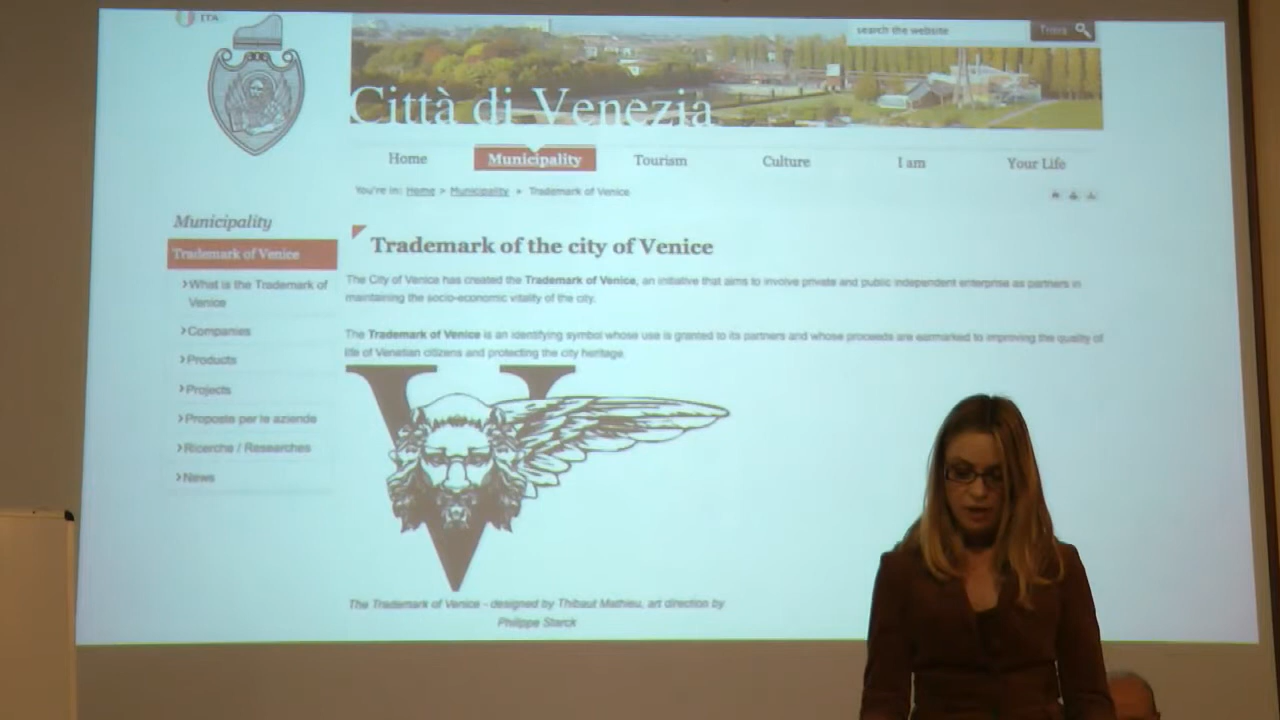 ITA
search the website
Città di Venezia
Home Municipality Tourism Culture I am Your Life
You're in: Home > Municipality > Trademark of Venice
Municipality
Trademark of Venice
What is the Trademark of
Venice
Companies
Products
Projects
Proposte per le aziende
Ricerche / Researches
News
Trademark of the city of Venice
The City of Venice has created the Trademark of Venice, an initiative that aims to involve private and public independent enterprise as partners in
maintaining the socio-economic vitality of the city.
The Trademark of Venice is an identifying symbol whose use is granted to its partners and whose proceeds are earmarked to improving the quality of
life of Venetian citizens and protecting the city heritage.
V
The Trademark of Venice - designed by Thibaut Mathieu, art direction by
Philippe Starck